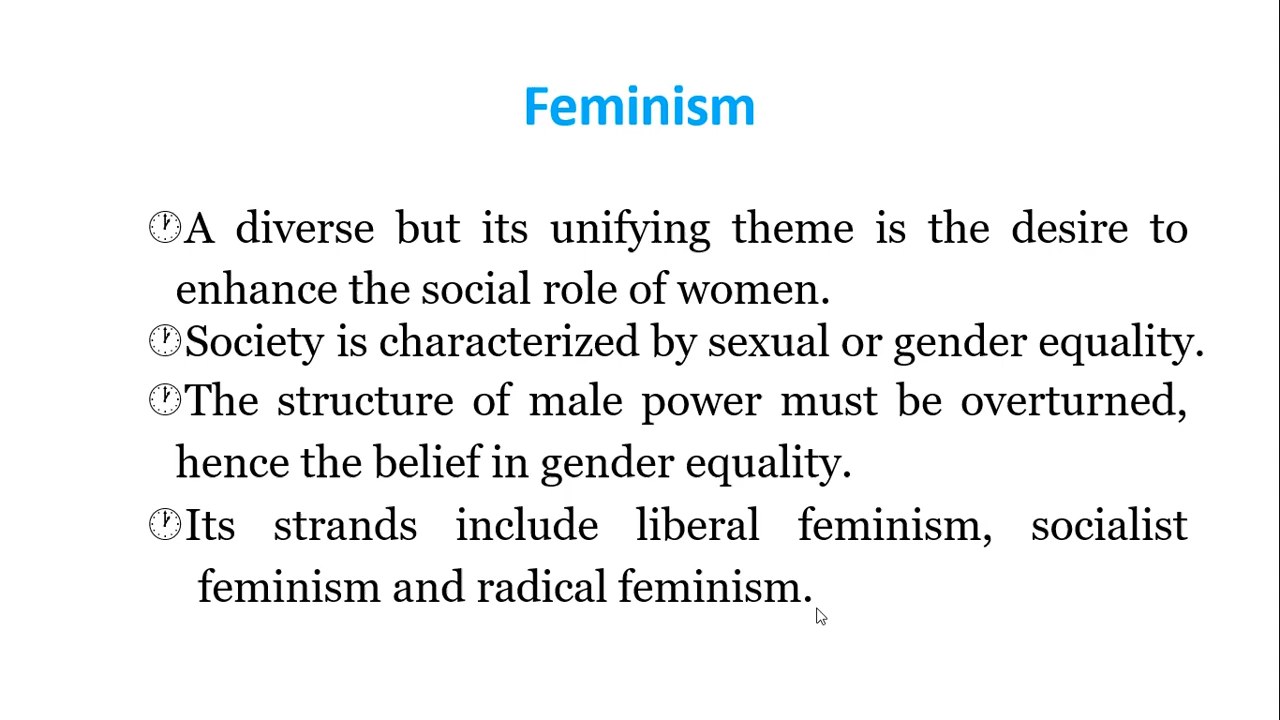 Feminism
🕐A diverse but its unifying theme is the desire to
enhance the social role of women.
🕐Society is characterized by sexual or gender equality.
🕐The structure of male power must be overturned,
hence the belief in gender equality.
🕐Its strands include liberal feminism, socialist
feminism and radical feminism.